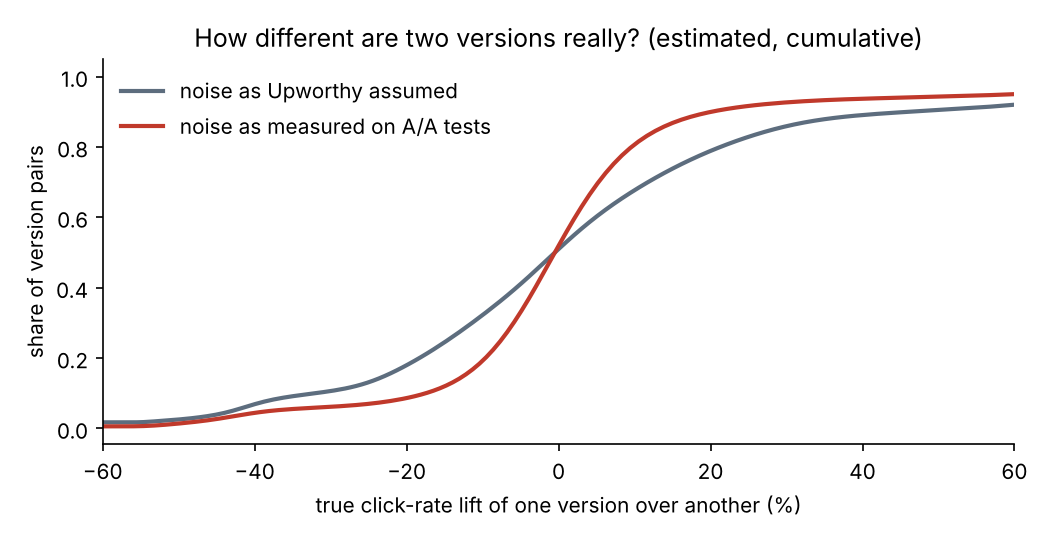 How different are two versions really? (estimated, cumulative)
noise as Upworthy assumed
noise as measured on A/A tests
share of version pairs
1.0
0.8
0.6
0.4
0.2
0.0
−60
−40
−20
0
20
40
60
true click-rate lift of one version over another (%)